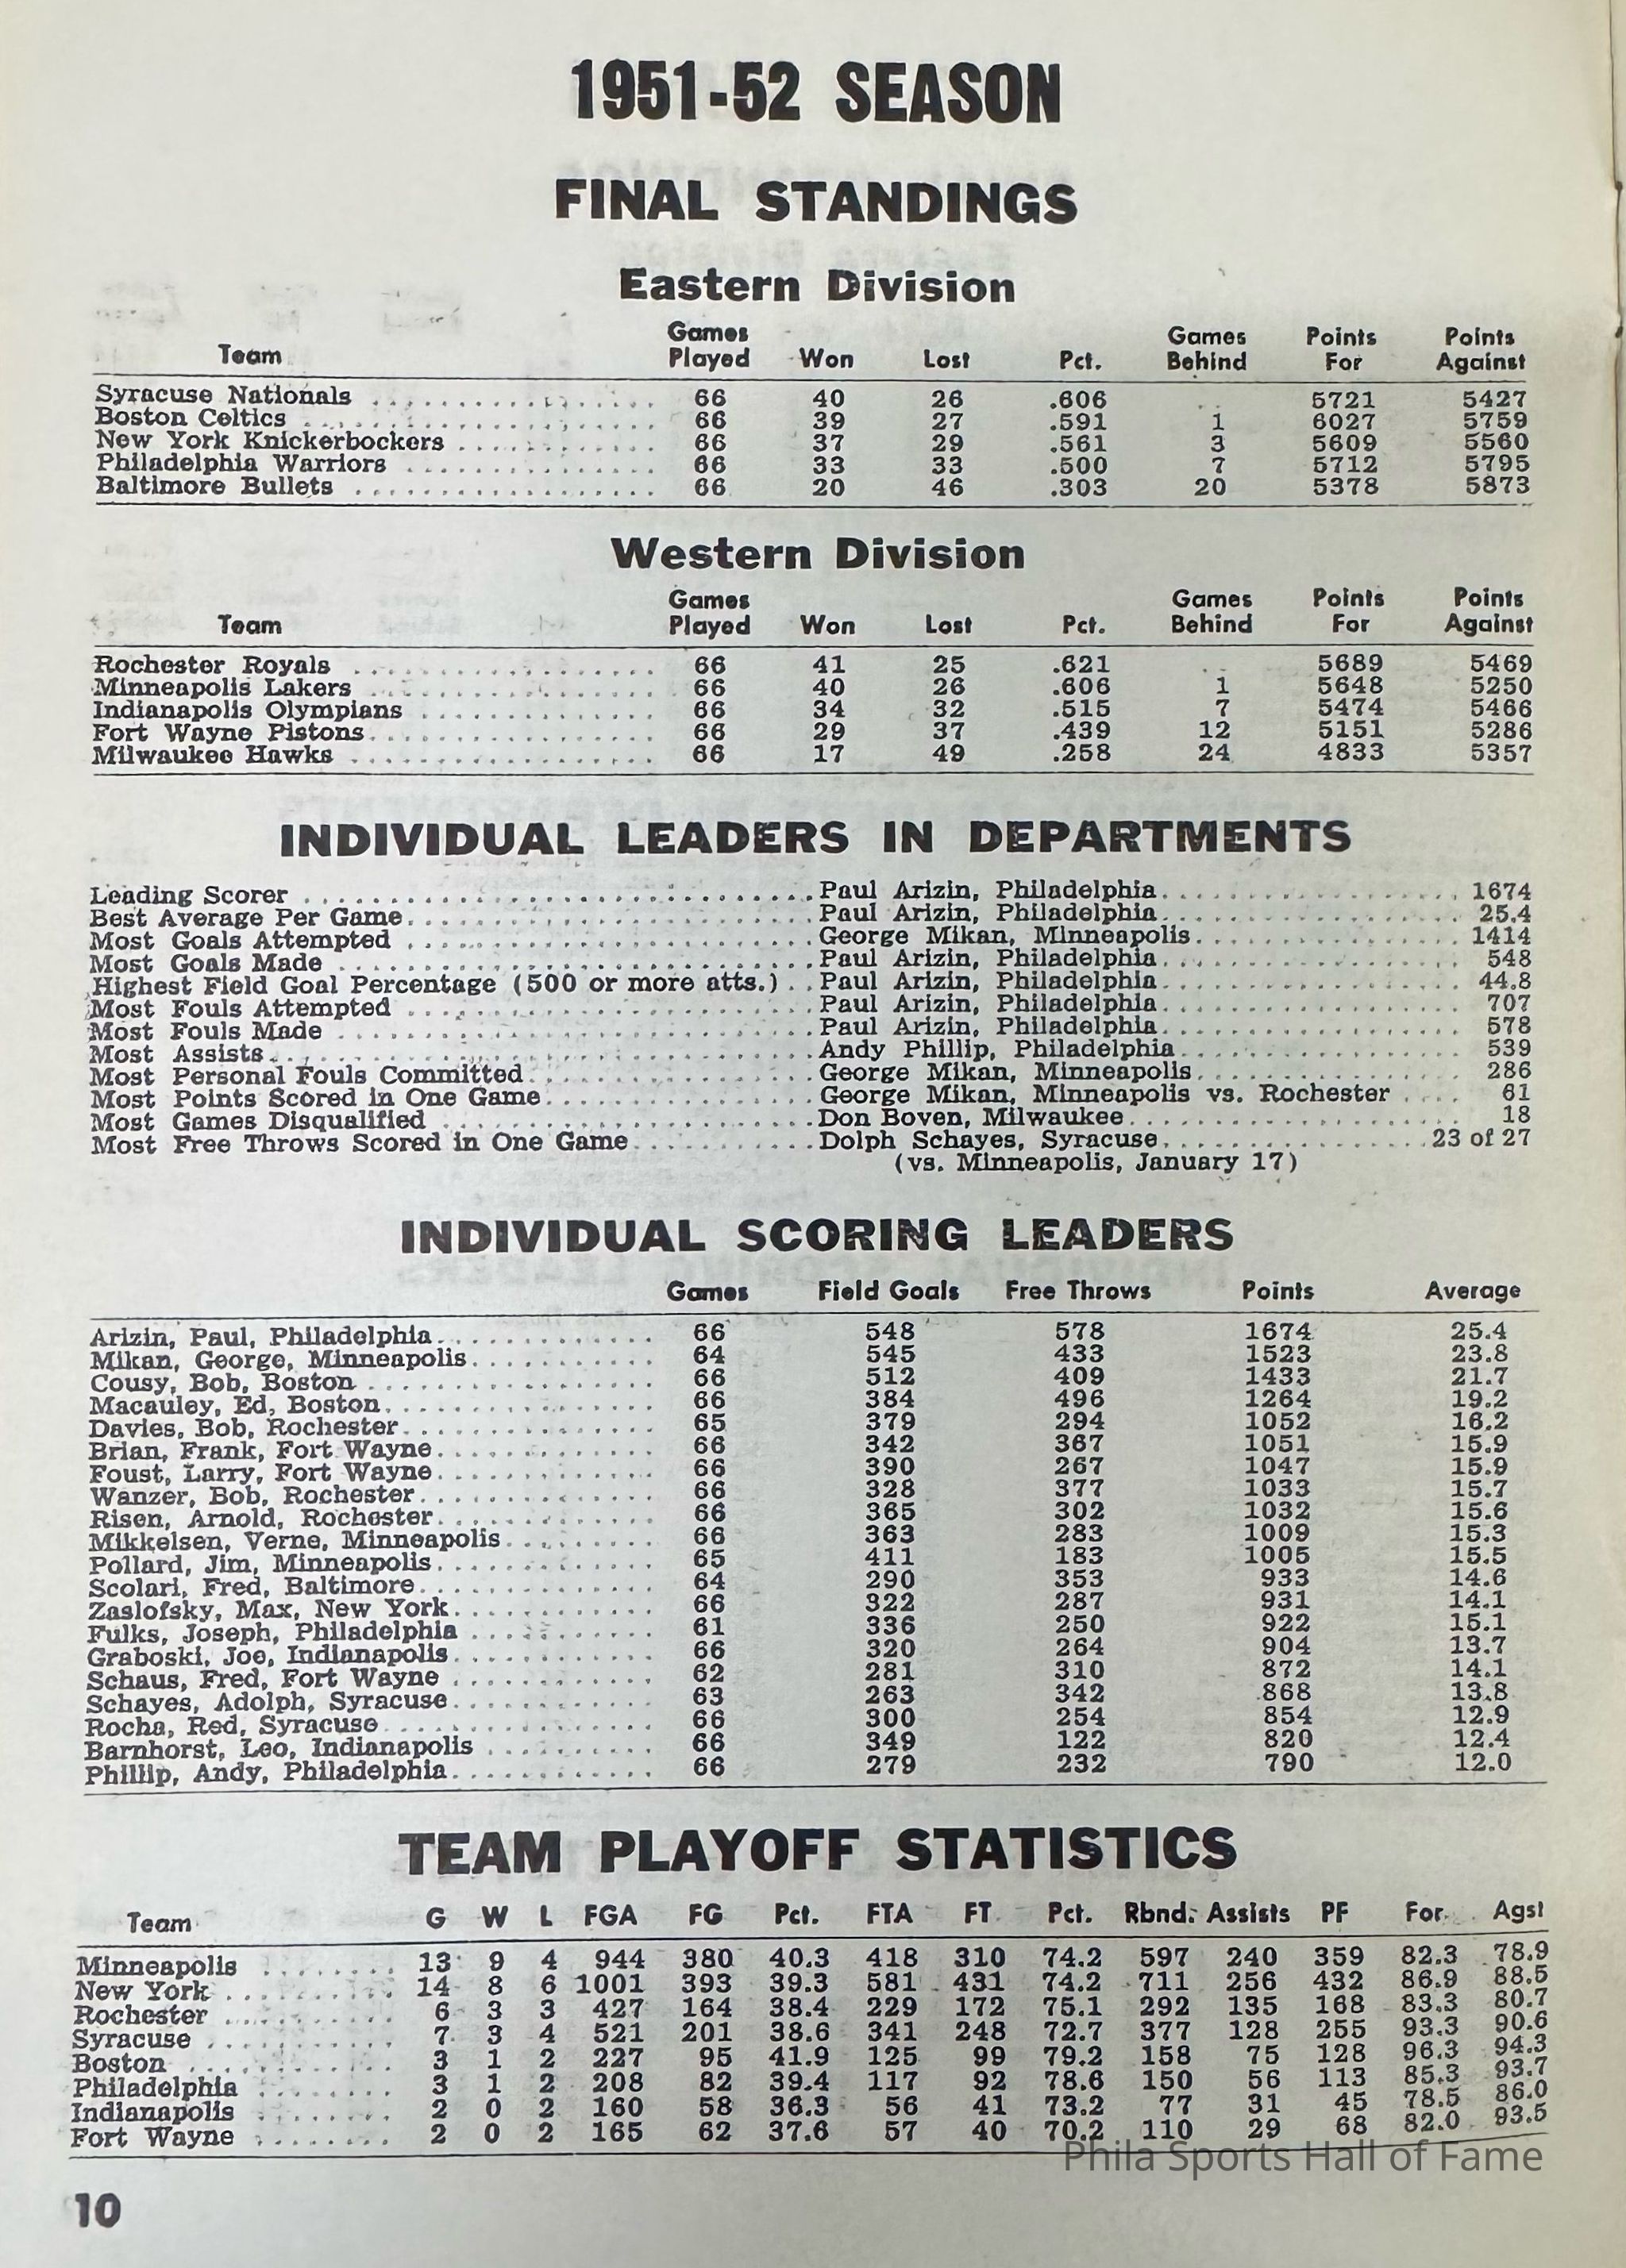 1951-52 SEASON
FINAL STANDINGS
Eastern Division
Team Games Played Won Lost Pct. Games Behind Points For Points Against
Syracuse Nationals 66 40 26 .606 .. 5721 5427
Boston Celtics 66 39 27 .591 1 6027 5759
New York Knickerbockers 66 37 29 .561 3 5609 5560
Philadelphia Warriors 66 33 33 .500 7 5712 5795
Baltimore Bullets 66 20 46 .303 20 5378 5873
Western Division
Team Games Played Won Lost Pct. Games Behind Points For Points Against
Rochester Royals 66 41 25 .621 .. 5689 5469
Minneapolis Lakers 66 40 26 .606 1 5648 5250
Indianapolis Olympians 66 34 32 .515 7 5474 5466
Fort Wayne Pistons 66 29 37 .439 12 5151 5286
Milwaukee Hawks 66 17 49 .258 24 4833 5357
INDIVIDUAL LEADERS IN DEPARTMENTS
Leading Scorer Paul Arizin, Philadelphia 1674
Best Average Per Game Paul Arizin, Philadelphia 25.4
Most Goals Attempted George Mikan, Minneapolis 1414
Most Goals Made Paul Arizin, Philadelphia 548
Highest Field Goal Percentage (500 or more atts.) Paul Arizin, Philadelphia 44.8
Most Fouls Attempted Paul Arizin, Philadelphia 707
Most Fouls Made Paul Arizin, Philadelphia 578
Most Assists Andy Phillip, Philadelphia 539
Most Personal Fouls Committed George Mikan, Minneapolis 286
Most Points Scored in One Game George Mikan, Minneapolis vs. Rochester 61
Most Games Disqualified Don Boven, Milwaukee 18
Most Free Throws Scored in One Game Dolph Schayes, Syracuse 23 of 27
(vs. Minneapolis, January 17)
INDIVIDUAL SCORING LEADERS
Games Field Goals Free Throws Points Average
Arizin, Paul, Philadelphia 66 548 578 1674 25.4
Mikan, George, Minneapolis 64 545 433 1523 23.8
Cousy, Bob, Boston 66 512 409 1433 21.7
Macauley, Ed, Boston 66 384 496 1264 19.2
Davies, Bob, Rochester 65 379 294 1052 16.2
Brian, Frank, Fort Wayne 66 342 367 1051 15.9
Foust, Larry, Fort Wayne 66 390 267 1047 15.9
Wanzer, Bob, Rochester 66 328 377 1033 15.7
Risen, Arnold, Rochester 66 365 302 1032 15.6
Mikkelsen, Verne, Minneapolis 66 363 283 1009 15.3
Pollard, Jim, Minneapolis 65 411 183 1005 15.5
Scolari, Fred, Baltimore 64 290 353 933 14.6
Zaslofsky, Max, New York 66 322 287 931 14.1
Fulks, Joseph, Philadelphia 61 336 250 922 15.1
Graboski, Joe, Indianapolis 66 320 264 904 13.7
Schaus, Fred, Fort Wayne 62 281 310 872 14.1
Schayes, Adolph, Syracuse 63 263 342 868 13.8
Rocha, Red, Syracuse 66 300 254 854 12.9
Barnhorst, Leo, Indianapolis 66 349 122 820 12.4
Phillip, Andy, Philadelphia 66 279 232 790 12.0
TEAM PLAYOFF STATISTICS
Team G W L FGA FG Pct. FTA FT Pct. Rbnd. Assists PF For Agst
Minneapolis 13 9 4 944 380 40.3 418 310 74.2 597 240 359 82.3 78.9
New York 14 8 6 1001 393 39.3 581 431 74.2 711 256 432 86.9 88.5
Rochester 6 3 3 427 164 38.4 229 172 75.1 292 135 168 83.3 80.7
Syracuse 7 3 4 521 201 38.6 341 248 72.7 377 128 255 93.3 90.6
Boston 3 1 2 227 95 41.9 125 99 79.2 158 75 128 96.3 94.3
Philadelphia 3 1 2 208 82 39.4 117 92 78.6 150 56 113 85.3 93.7
Indianapolis 2 0 2 160 58 36.3 56 41 73.2 77 31 45 78.5 86.0
Fort Wayne 2 0 2 165 62 37.6 57 40 70.2 110 29 68 82.0 93.5
Phila Sports Hall of Fame
10